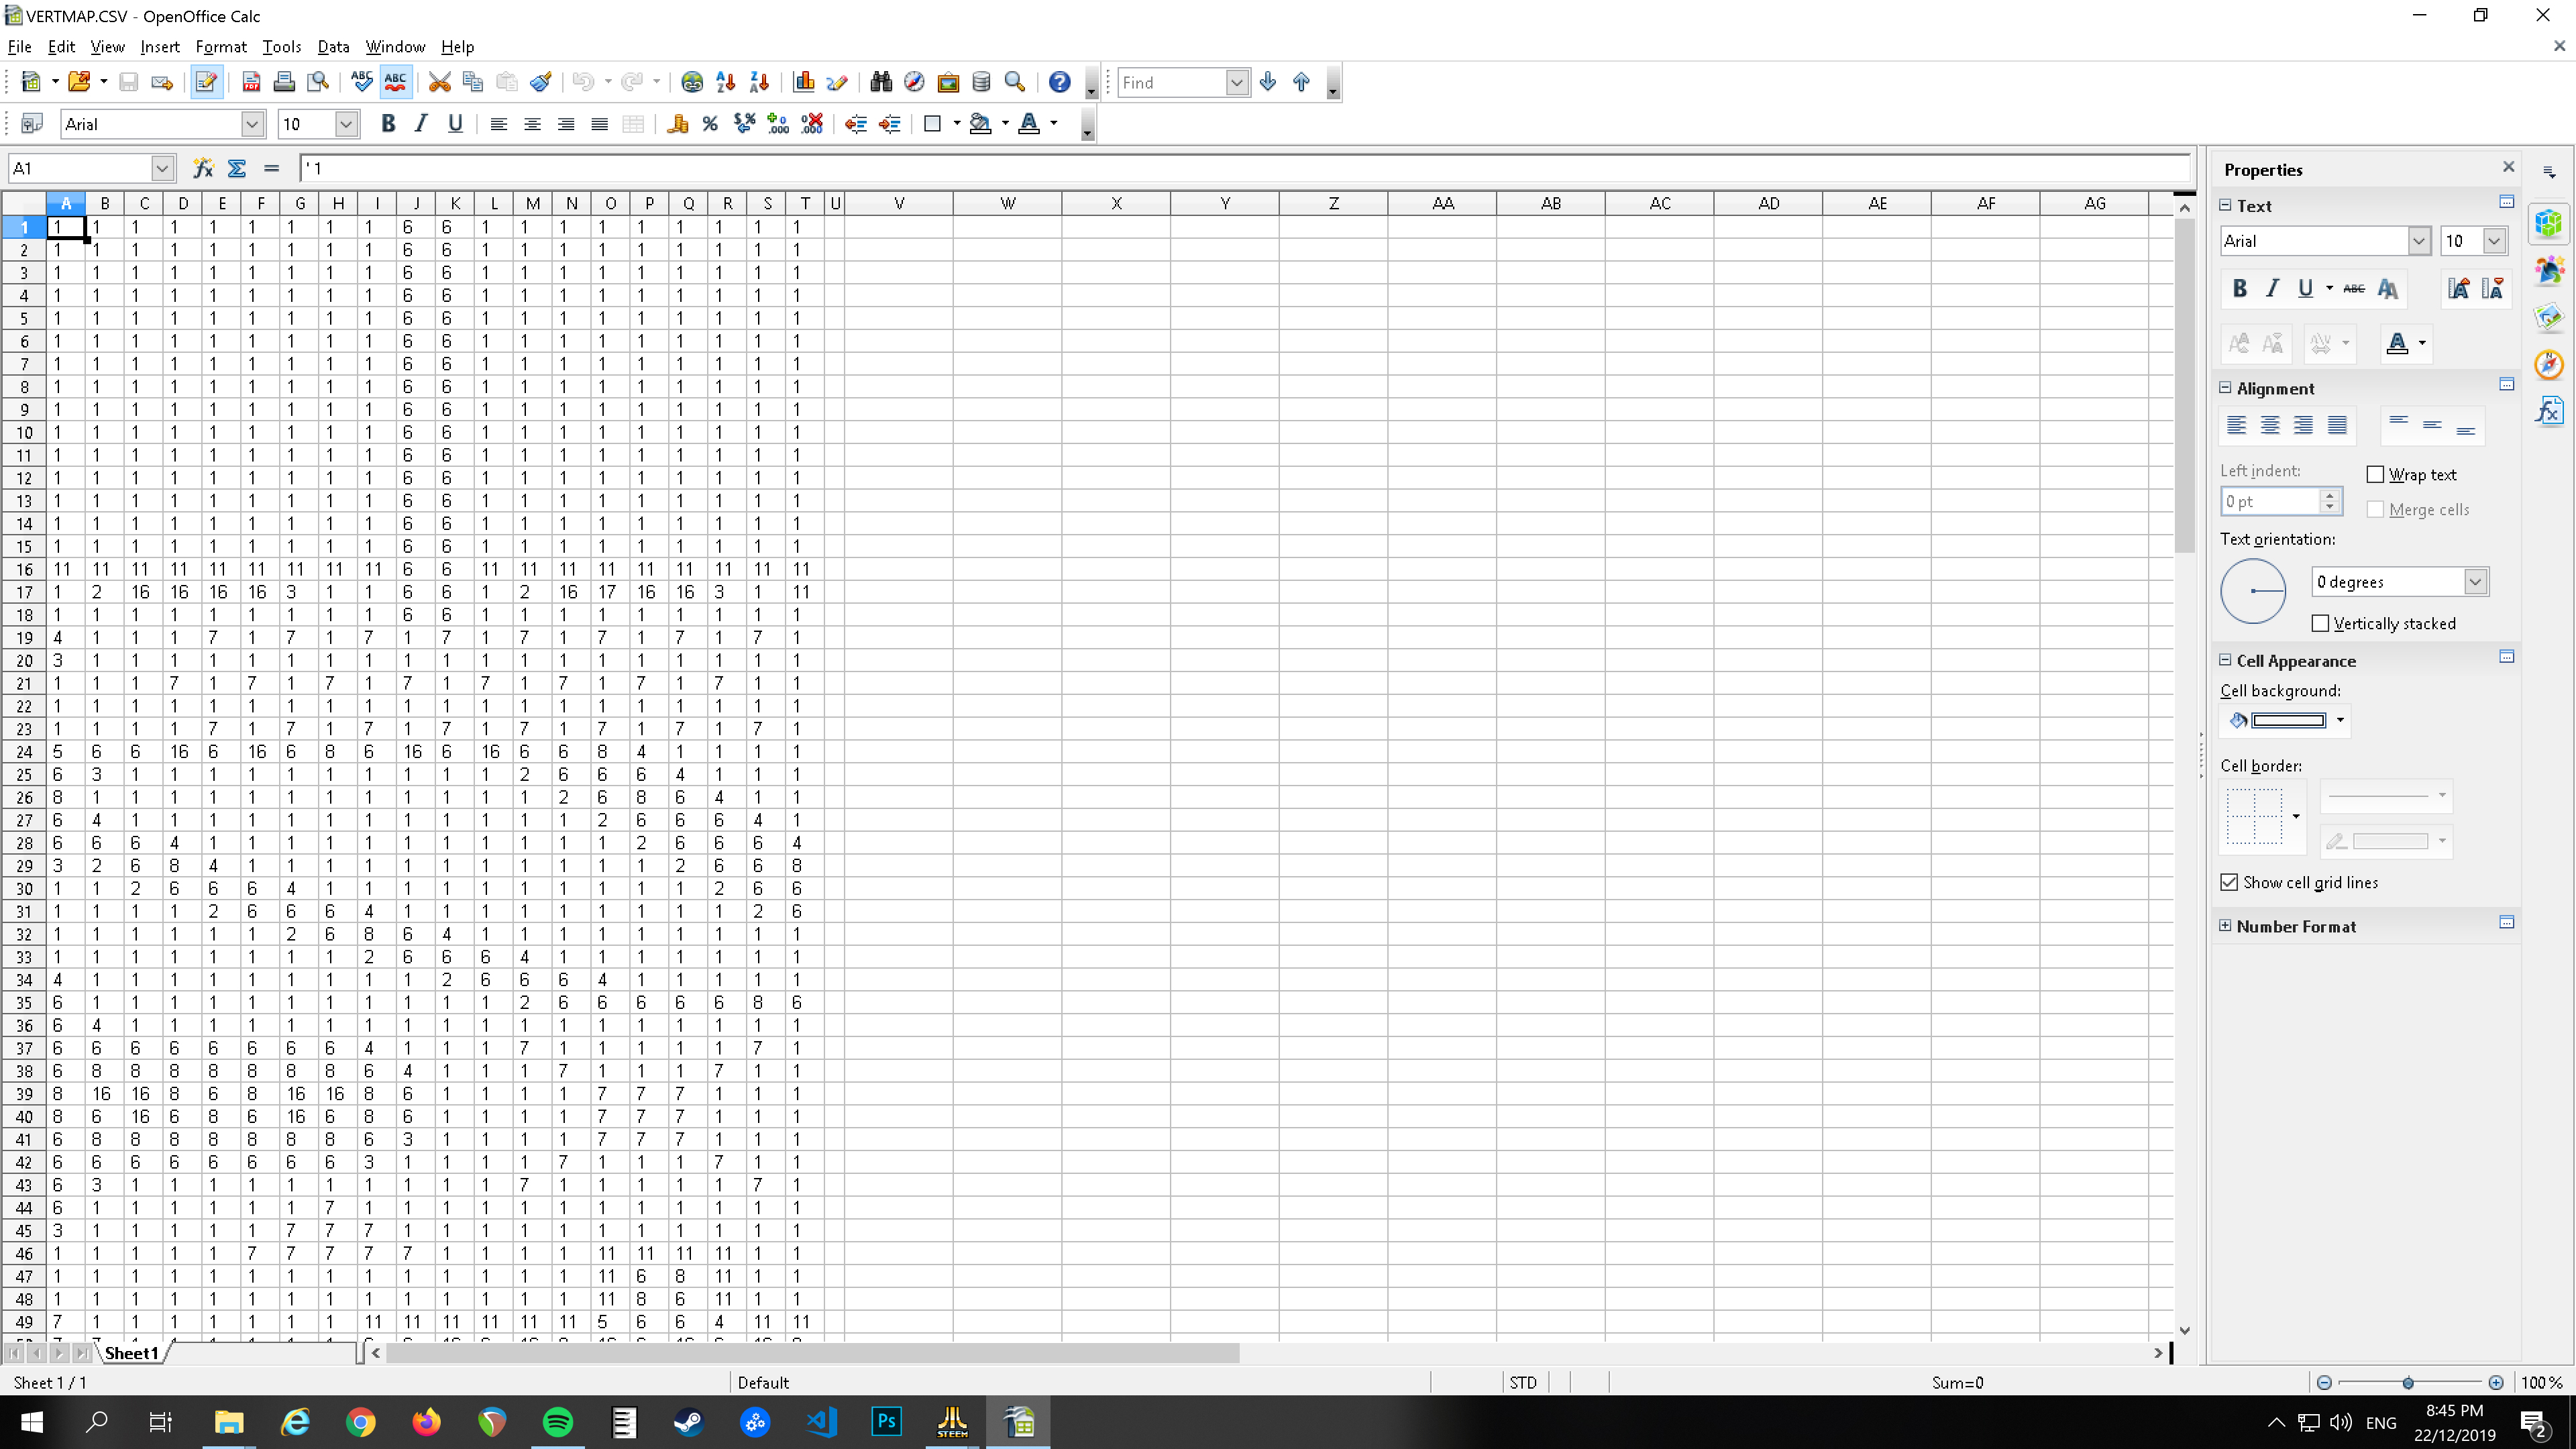 VERTMAP.CSV - OpenOffice Calc
File Edit View Insert Format Tools Data Window Help
Find
Arial 10
A1 ' 1
A B C D E F G H I J K L M N O P Q R S T U V W X Y Z AA AB AC AD AE AF AG
1 1 1 1 1 1 1 1 1 1 6 6 1 1 1 1 1 1 1 1 1
2 1 1 1 1 1 1 1 1 1 6 6 1 1 1 1 1 1 1 1 1
3 1 1 1 1 1 1 1 1 1 6 6 1 1 1 1 1 1 1 1 1
4 1 1 1 1 1 1 1 1 1 6 6 1 1 1 1 1 1 1 1 1
5 1 1 1 1 1 1 1 1 1 6 6 1 1 1 1 1 1 1 1 1
6 1 1 1 1 1 1 1 1 1 6 6 1 1 1 1 1 1 1 1 1
7 1 1 1 1 1 1 1 1 1 6 6 1 1 1 1 1 1 1 1 1
8 1 1 1 1 1 1 1 1 1 6 6 1 1 1 1 1 1 1 1 1
9 1 1 1 1 1 1 1 1 1 6 6 1 1 1 1 1 1 1 1 1
10 1 1 1 1 1 1 1 1 1 6 6 1 1 1 1 1 1 1 1 1
11 1 1 1 1 1 1 1 1 1 6 6 1 1 1 1 1 1 1 1 1
12 1 1 1 1 1 1 1 1 1 6 6 1 1 1 1 1 1 1 1 1
13 1 1 1 1 1 1 1 1 1 6 6 1 1 1 1 1 1 1 1 1
14 1 1 1 1 1 1 1 1 1 6 6 1 1 1 1 1 1 1 1 1
15 1 1 1 1 1 1 1 1 1 6 6 1 1 1 1 1 1 1 1 1
16 11 11 11 11 11 11 11 11 11 6 6 11 11 11 11 11 11 11 11 11
17 1 2 16 16 16 16 3 1 1 6 6 1 2 16 17 16 16 3 1 11
18 1 1 1 1 1 1 1 1 1 6 6 1 1 1 1 1 1 1 1 1
19 4 1 1 1 7 1 7 1 7 1 7 1 7 1 7 1 7 1 7 1
20 3 1 1 1 1 1 1 1 1 1 1 1 1 1 1 1 1 1 1 1
21 1 1 1 7 1 7 1 7 1 7 1 7 1 7 1 7 1 7 1 1
22 1 1 1 1 1 1 1 1 1 1 1 1 1 1 1 1 1 1 1 1
23 1 1 1 1 7 1 7 1 7 1 7 1 7 1 7 1 7 1 7 1
24 5 6 6 16 6 16 6 8 6 16 6 16 6 6 8 4 1 1 1 1
25 6 3 1 1 1 1 1 1 1 1 1 1 2 6 6 6 4 1 1 1
26 8 1 1 1 1 1 1 1 1 1 1 1 1 2 6 8 6 4 1 1
27 6 4 1 1 1 1 1 1 1 1 1 1 1 1 2 6 6 6 4 1
28 6 6 6 4 1 1 1 1 1 1 1 1 1 1 1 2 6 6 6 4
29 3 2 6 8 4 1 1 1 1 1 1 1 1 1 1 1 2 6 6 8
30 1 1 2 6 6 6 4 1 1 1 1 1 1 1 1 1 1 2 6 6
31 1 1 1 1 2 6 6 6 4 1 1 1 1 1 1 1 1 1 2 6
32 1 1 1 1 1 1 2 6 8 6 4 1 1 1 1 1 1 1 1 1
33 1 1 1 1 1 1 1 1 2 6 6 6 4 1 1 1 1 1 1 1
34 4 1 1 1 1 1 1 1 1 1 2 6 6 6 4 1 1 1 1 1
35 6 1 1 1 1 1 1 1 1 1 1 1 2 6 6 6 6 6 8 6
36 6 4 1 1 1 1 1 1 1 1 1 1 1 1 1 1 1 1 1 1
37 6 6 6 6 6 6 6 6 4 1 1 1 7 1 1 1 1 1 7 1
38 6 8 8 8 8 8 8 8 6 4 1 1 1 7 1 1 1 7 1 1
39 8 16 16 8 6 8 16 16 8 6 1 1 1 1 7 7 7 1 1 1
40 8 6 16 6 8 6 16 6 8 6 1 1 1 1 7 7 7 1 1 1
41 6 8 8 8 8 8 8 8 6 3 1 1 1 1 7 7 7 1 1 1
42 6 6 6 6 6 6 6 6 3 1 1 1 1 7 1 1 1 7 1 1
43 6 3 1 1 1 1 1 1 1 1 1 1 7 1 1 1 1 1 7 1
44 6 1 1 1 1 1 1 7 1 1 1 1 1 1 1 1 1 1 1 1
45 3 1 1 1 1 1 7 7 7 1 1 1 1 1 1 1 1 1 1 1
46 1 1 1 1 1 7 7 7 7 7 1 1 1 1 11 11 11 11 1 1
47 1 1 1 1 1 1 1 1 1 1 1 1 1 1 11 6 8 11 1 1
48 1 1 1 1 1 1 1 1 1 1 1 1 1 1 11 8 6 11 1 1
49 7 1 1 1 1 1 1 1 11 11 11 11 11 11 5 6 6 4 11 11
Sheet1
Sheet 1 / 1 Default STD Sum=0 100 %
Properties
Text
Arial 10
Alignment
Left indent:
Wrap text
0 pt
Merge cells
Text orientation:
0 degrees
Vertically stacked
Cell Appearance
Cell background:
Cell border:
Show cell grid lines
Number Format
Ps
STEEM
ENG
8:45 PM
22/12/2019
2